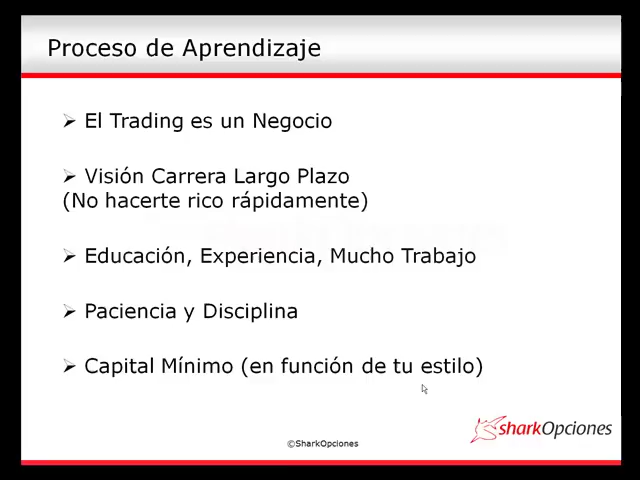 Proceso de Aprendizaje
➢ El Trading es un Negocio
➢ Visión Carrera Largo Plazo
(No hacerte rico rápidamente)
➢ Educación, Experiencia, Mucho Trabajo
➢ Paciencia y Disciplina
➢ Capital Mínimo (en función de tu estilo)
sharkOpciones
©SharkOpciones